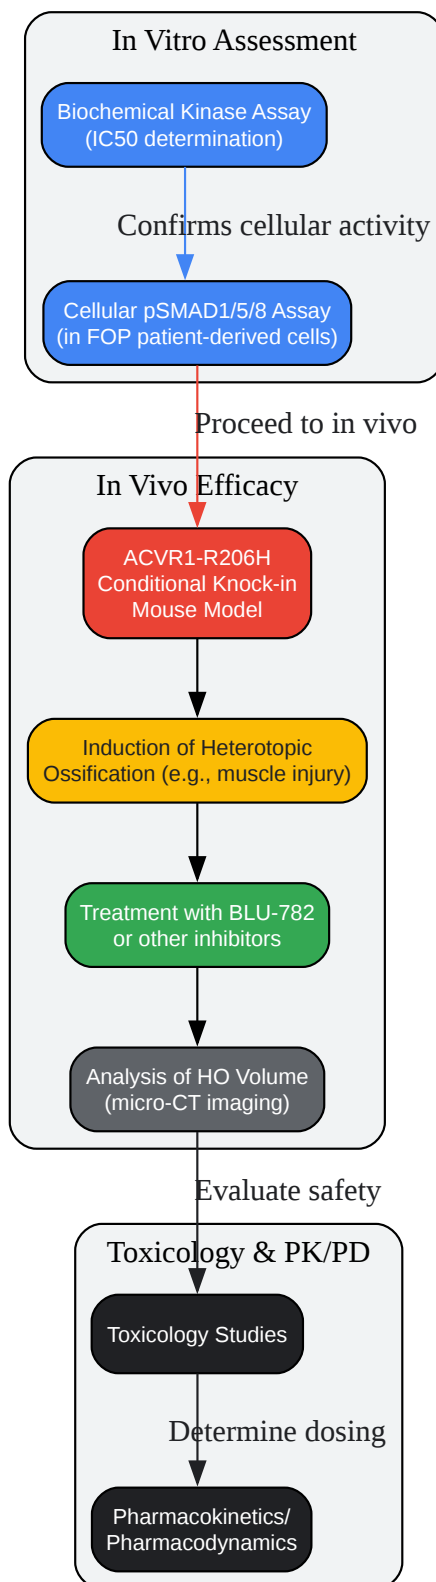 In Vitro Assessment
Biochemical Kinase Assay
(IC50 determination)
Confirms cellular activity
Cellular pSMAD1/5/8 Assay
(in FOP patient-derived cells)
Proceed to in vivo
In Vivo Efficacy
ACVR1-R206H
Conditional Knock-in
Mouse Model
Induction of Heterotopic
Ossification (e.g., muscle injury)
Treatment with BLU-782
or other inhibitors
Analysis of HO Volume
(micro-CT imaging)
Evaluate safety
Toxicology & PK/PD
Toxicology Studies
Determine dosing
Pharmacokinetics/
Pharmacodynamics